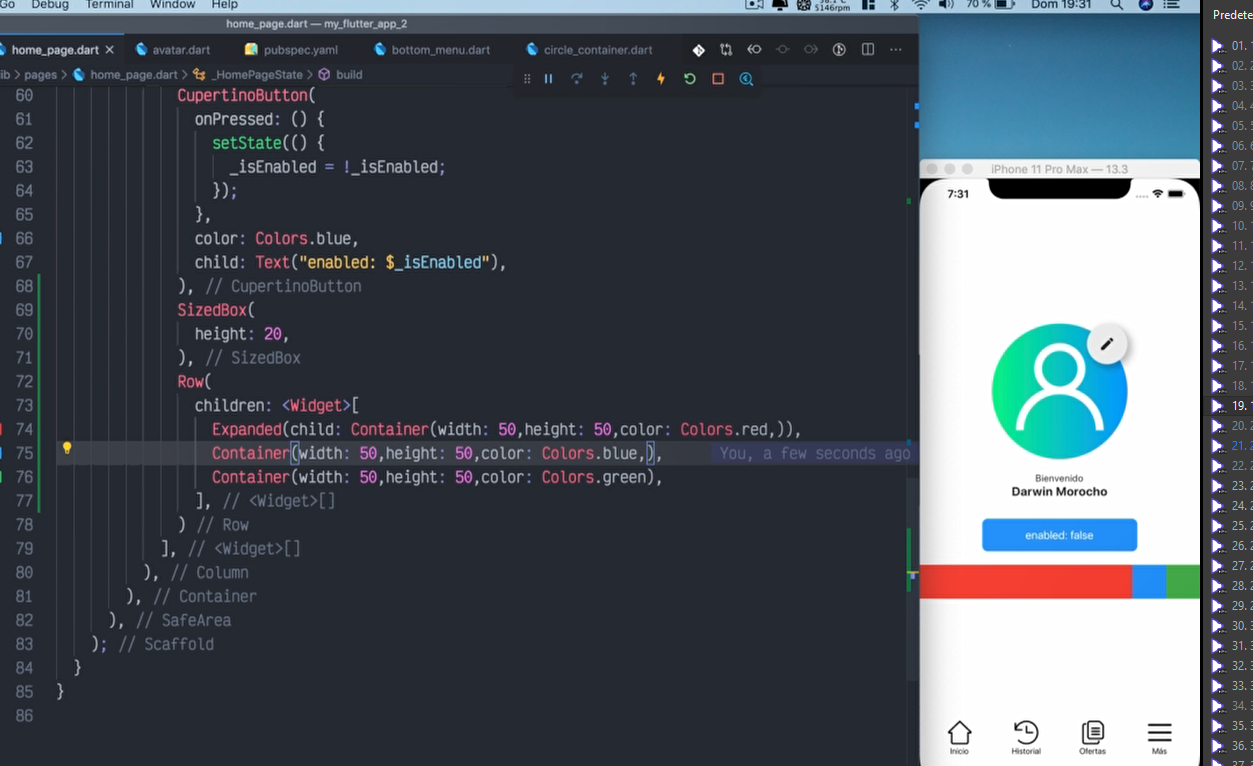 Go Debug Terminal Window Help
5146rpm
70 %
Dom 19:31
Predete
home_page.dart — my_flutter_app_2
home_page.dart
avatar.dart
pubspec.yaml
bottom_menu.dart
circle_container.dart
ib > pages > home_page.dart > _HomePageState > build
60 CupertinoButton(
61 onPressed: () {
62 setState(() {
63 _isEnabled = !_isEnabled;
64 });
65 },
66 color: Colors.blue,
67 child: Text("enabled: $_isEnabled"),
68 ), // CupertinoButton
69 SizedBox(
70 height: 20,
71 ), // SizedBox
72 Row(
73 children: <Widget>[
74 Expanded(child: Container(width: 50,height: 50,color: Colors.red,)),
75 Container(width: 50,height: 50,color: Colors.blue,), You, a few seconds ago
76 Container(width: 50,height: 50,color: Colors.green),
77 ], // <Widget>[]
78 ) // Row
79 ], // <Widget>[]
80 ), // Column
81 ), // Container
82 ), // SafeArea
83 ); // Scaffold
84 }
85 }
86
iPhone 11 Pro Max — 13.3
7:31
Bienvenido
Darwin Morocho
enabled: false
Inicio
Historial
Ofertas
Más
01.
02.
03.
04.
05.
06.
07.
08.
09.
10.
11.
12.
13.
14.
15.
16.
17.
18.
19.
20.
21.
22.
23.
24.
25.
26.
27.
28.
29.
30.
31.
32.
33.
34.
35.
36.